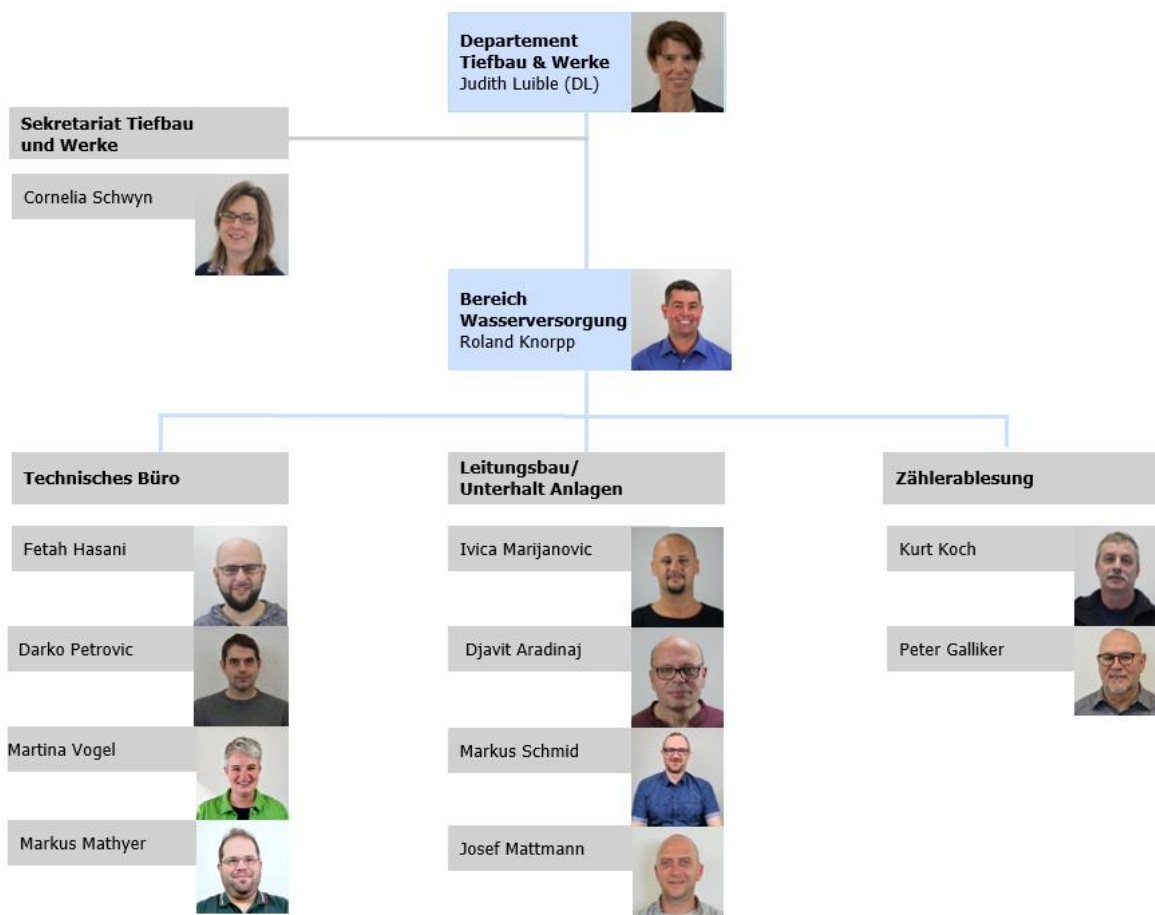 Departement
Tiefbau & Werke
Judith Luible (DL)
Sekretariat Tiefbau
und Werke
Cornelia Schwyn
Bereich
Wasserversorgung
Roland Knorpp
Technisches Büro
Fetah Hasani
Darko Petrovic
Martina Vogel
Markus Mathyer
Leitungsbau/
Unterhalt Anlagen
Ivica Marijanovic
Djavit Aradinaj
Markus Schmid
Josef Mattmann
Zählerablesung
Kurt Koch
Peter Galliker